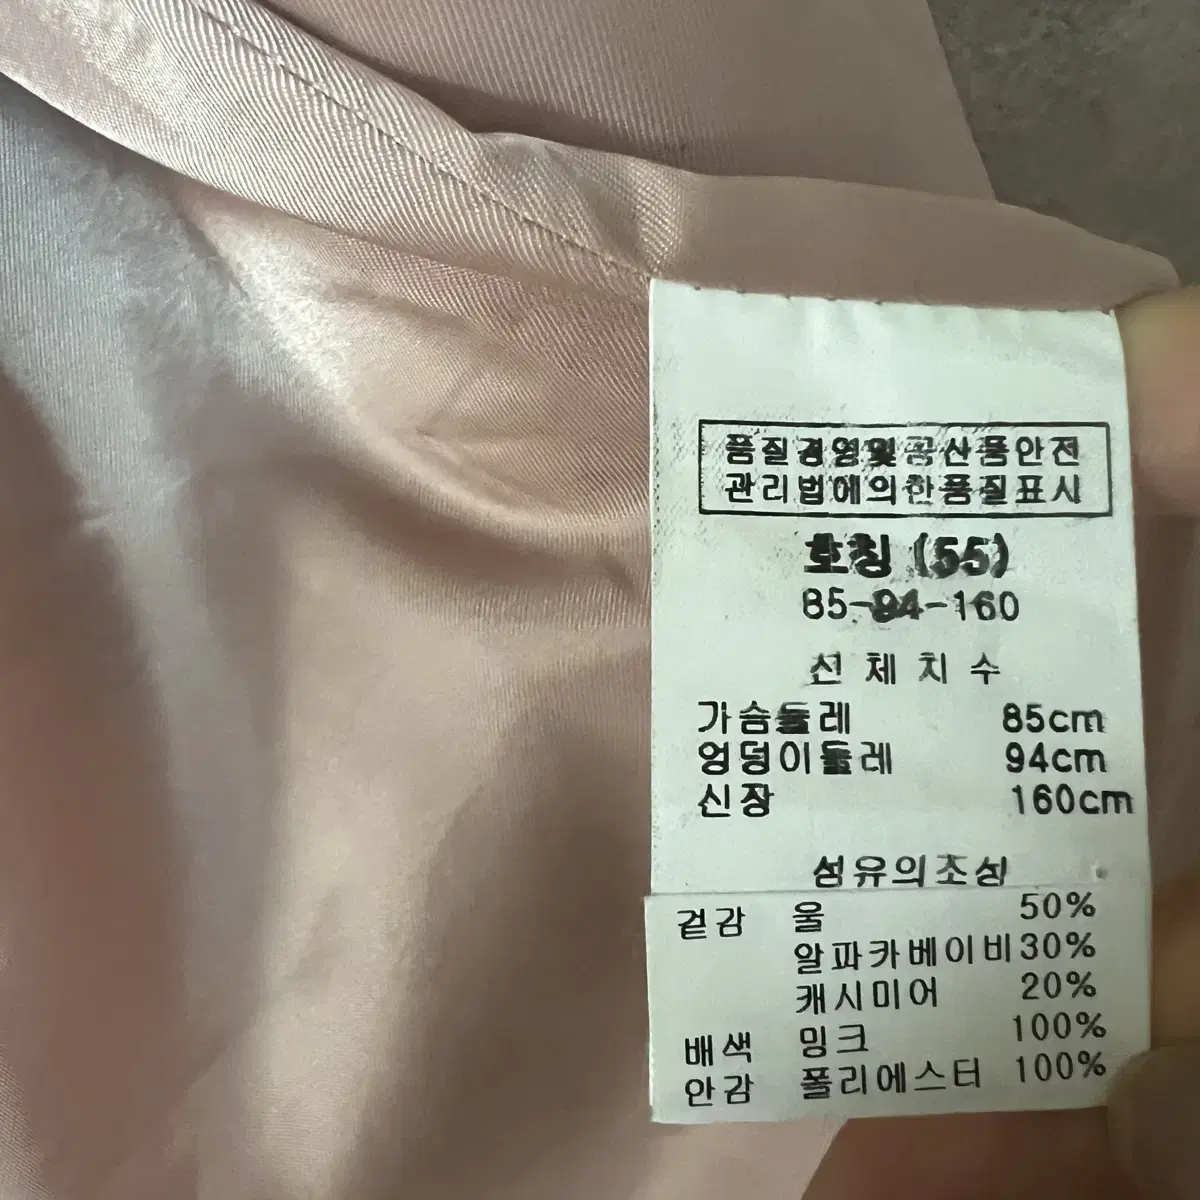 품질경영및공산품안전
관리법에의한품질표시
호칭 (55)
85-94-160
신체치수
가슴둘레 85cm
엉덩이둘레 94cm
신장 160cm
섬유의조성
겉감 울 50%
알파카베이비 30%
캐시미어 20%
배색 밍크 100%
안감 폴리에스터 100%